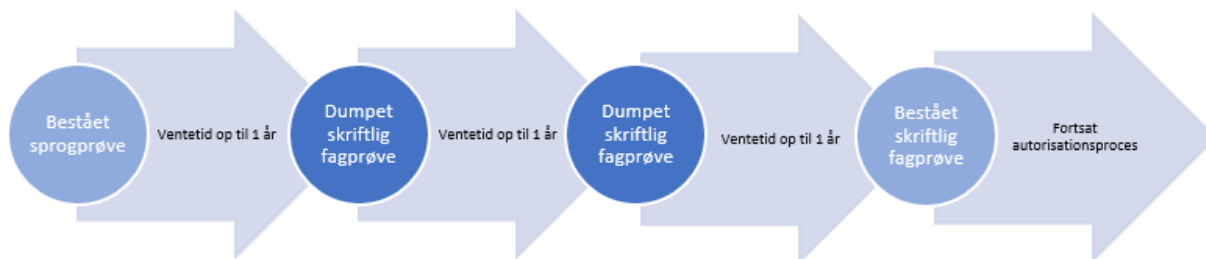 Bestået
sprogprøve
Ventetid op til 1 år
Dumpet
skriftlig
fagprøve
Ventetid op til 1 år
Dumpet
skriftlig
fagprøve
Ventetid op til 1 år
Bestået
skriftlig
fagprøve
Fortsat
autorisationsproces